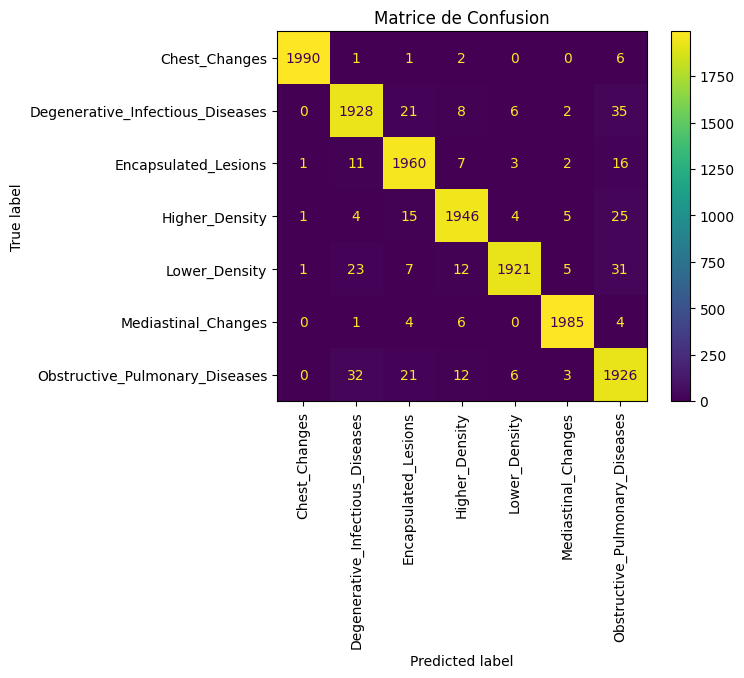 Matrice de Confusion
True label
Chest_Changes 1990 1 1 2 0 0 6
Degenerative_Infectious_Diseases 0 1928 21 8 6 2 35
Encapsulated_Lesions 1 11 1960 7 3 2 16
Higher_Density 1 4 15 1946 4 5 25
Lower_Density 1 23 7 12 1921 5 31
Mediastinal_Changes 0 1 4 6 0 1985 4
Obstructive_Pulmonary_Diseases 0 32 21 12 6 3 1926
Chest_Changes
Degenerative_Infectious_Diseases
Encapsulated_Lesions
Higher_Density
Lower_Density
Mediastinal_Changes
Obstructive_Pulmonary_Diseases
Predicted label
1750
1500
1250
1000
750
500
250
0